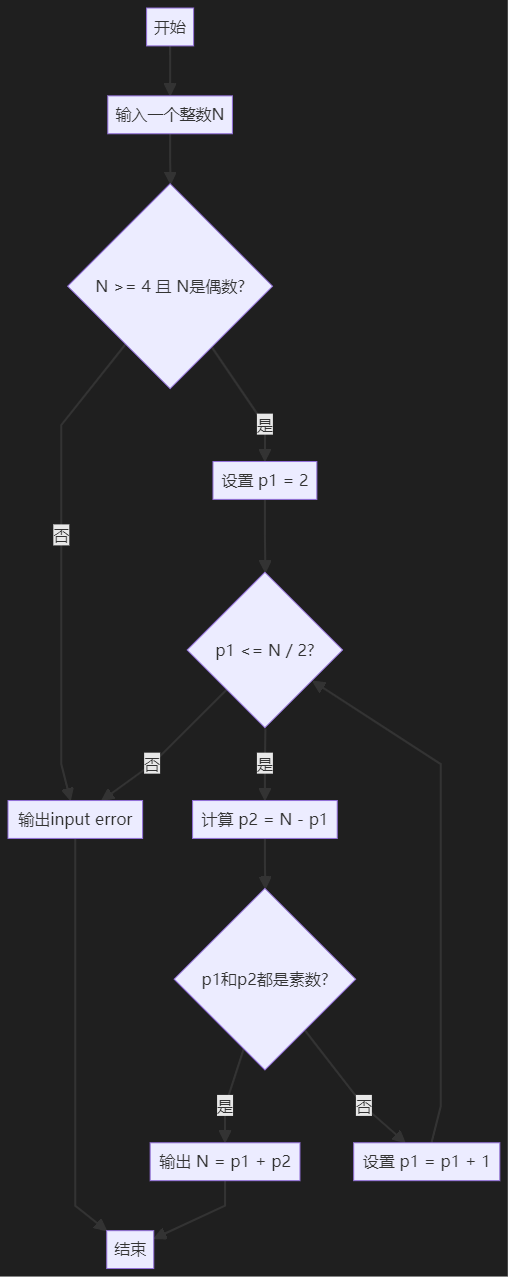 开始
输入一个整数N
N >= 4 且 N是偶数?
是
设置 p1 = 2
否
p1 <= N / 2?
否
是
输出input error
计算 p2 = N - p1
p1和p2都是素数?
是
否
输出 N = p1 + p2
设置 p1 = p1 + 1
结束